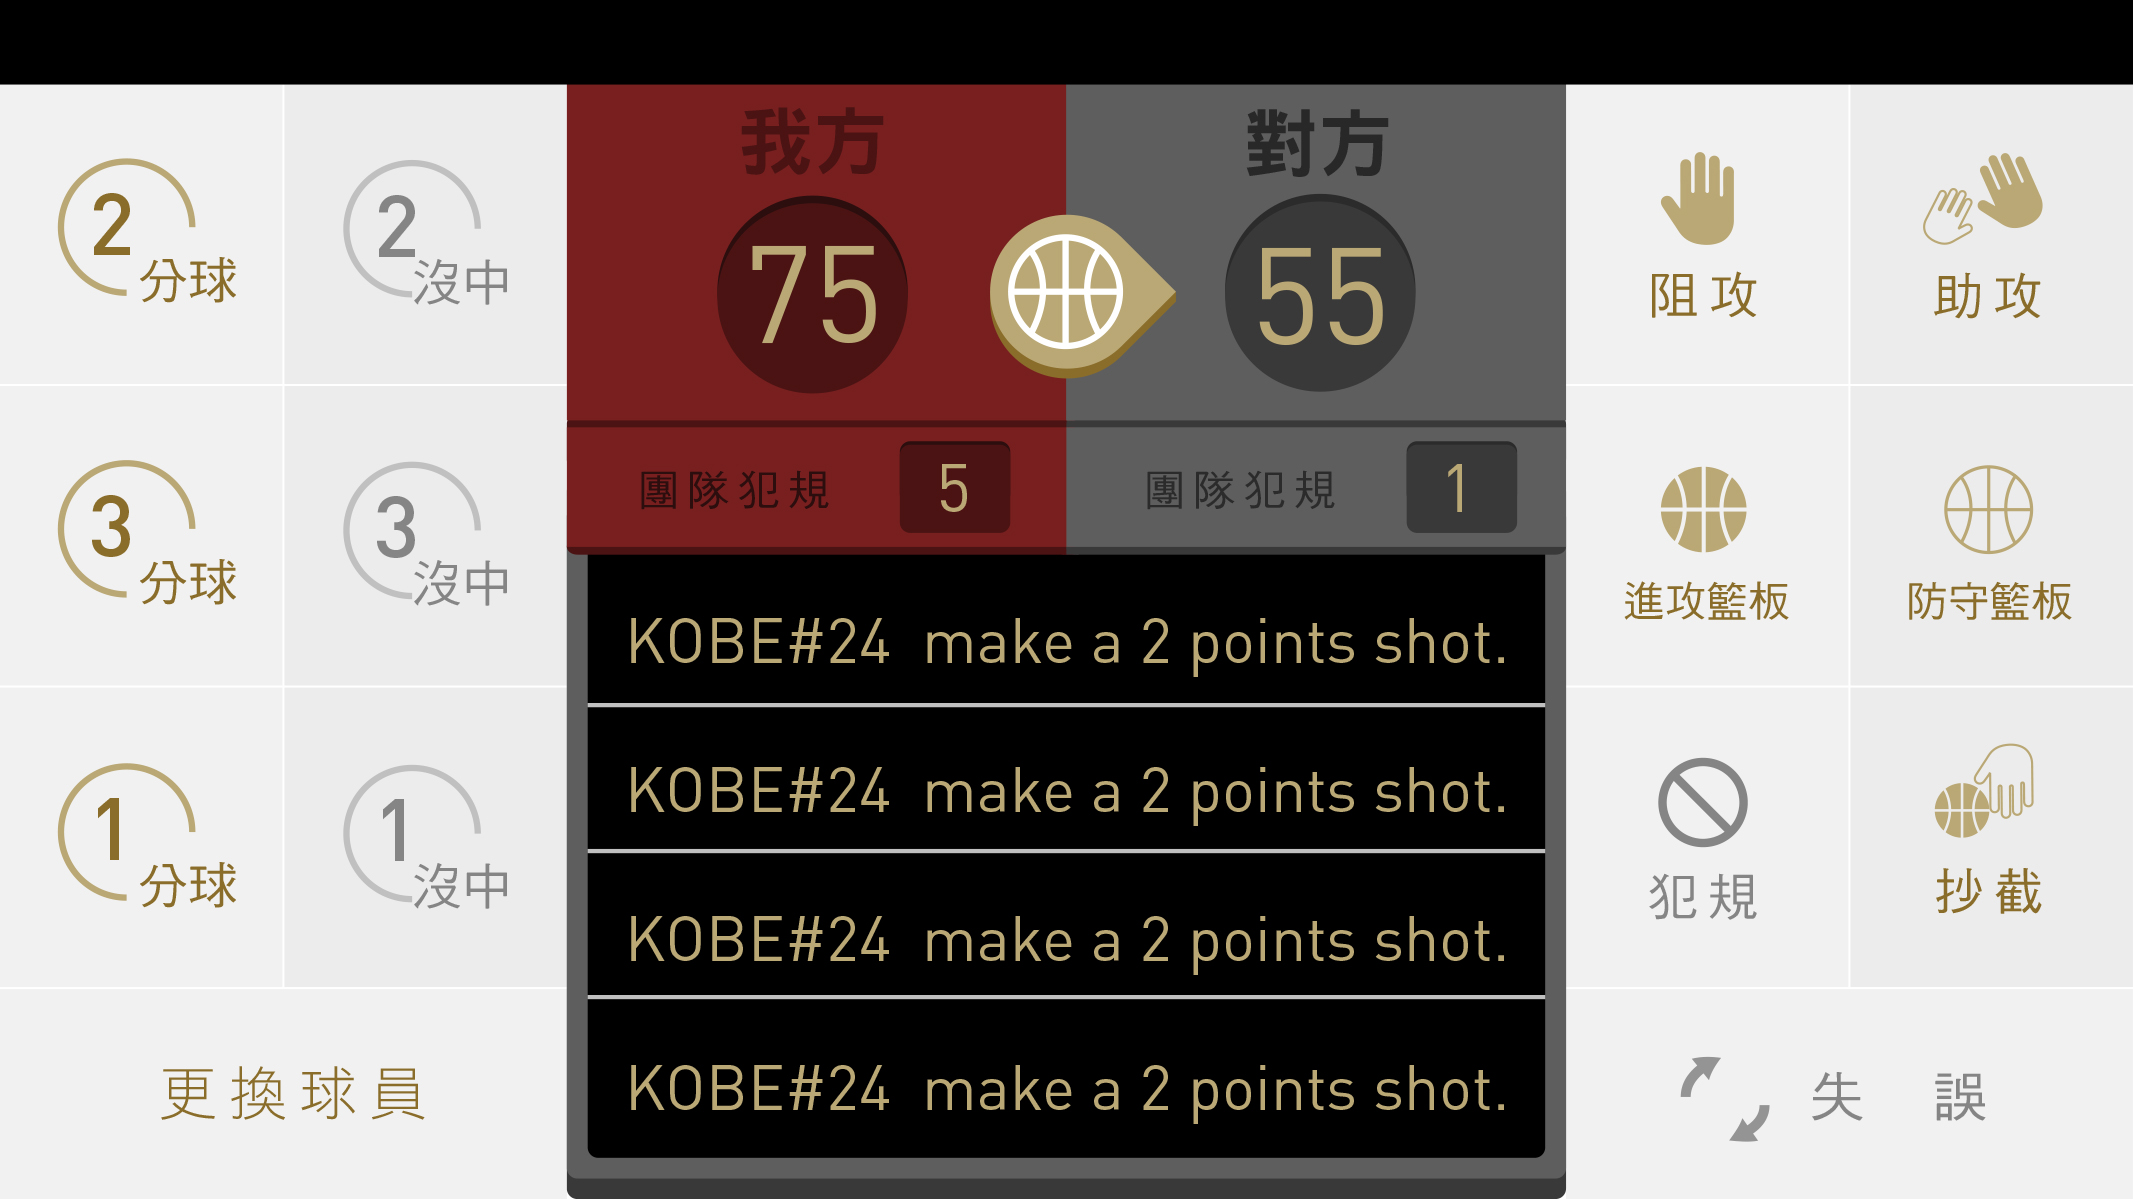 我方 對方
75 55
團隊犯規 5 團隊犯規 1
2 分球
2 沒中
3 分球
3 沒中
1 分球
1 沒中
更換球員
KOBE#24 make a 2 points shot.
KOBE#24 make a 2 points shot.
KOBE#24 make a 2 points shot.
KOBE#24 make a 2 points shot.
阻攻 助攻
進攻籃板 防守籃板
犯規 抄截
失誤